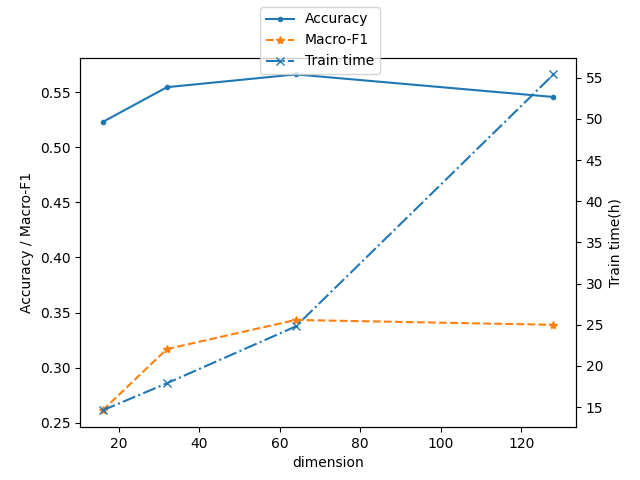 Accuracy
Macro-F1
Train time
0.55
0.50
0.45
0.40
0.35
0.30
0.25
Accuracy / Macro-F1
55
50
45
40
35
30
25
20
15
Train time(h)
20 40 60 80 100 120
dimension